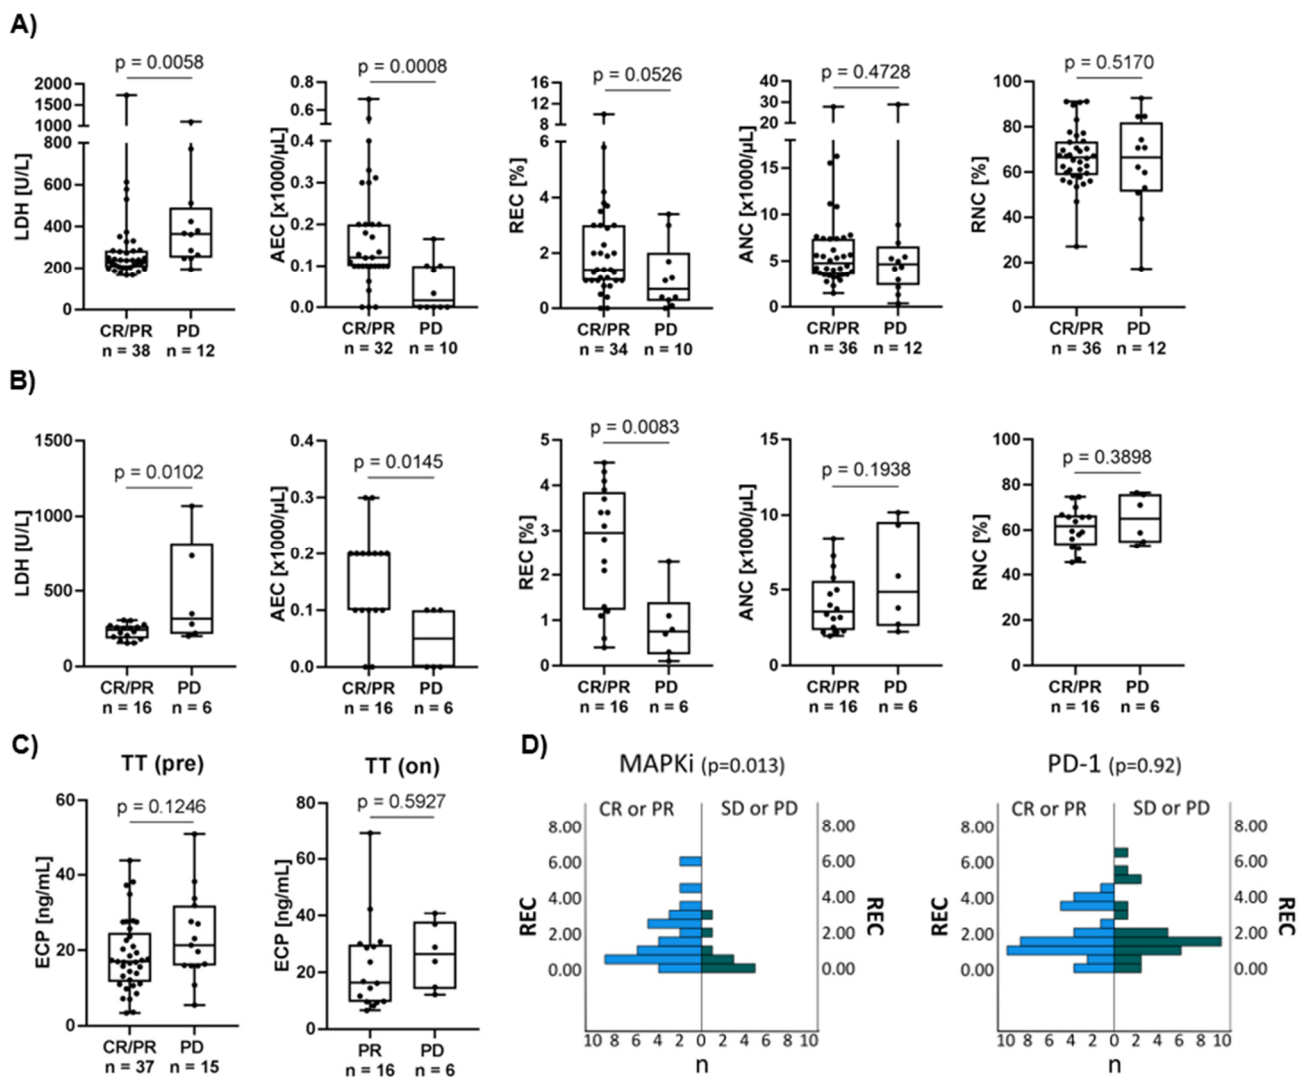 A)
p = 0.0058
p = 0.0008
p = 0.0526
p = 0.4728
p = 0.5170
LDH [U/L]
2000
1500
1000
800
600
400
200
0
CR/PR PD
n = 38 n = 12
AEC [x1000/µL]
0.8
0.6
0.4
0.3
0.2
0.1
0.0
CR/PR PD
n = 32 n = 10
REC [%]
16
12
8
6
4
2
0
CR/PR PD
n = 34 n = 10
ANC [x1000/µL]
40
30
20
15
10
5
0
CR/PR PD
n = 36 n = 12
RNC [%]
100
80
60
40
20
0
CR/PR PD
n = 36 n = 12
B)
p = 0.0102
p = 0.0145
p = 0.0083
p = 0.1938
p = 0.3898
LDH [U/L]
1500
1000
500
0
CR/PR PD
n = 16 n = 6
AEC [x1000/µL]
0.4
0.3
0.2
0.1
0.0
CR/PR PD
n = 16 n = 6
REC [%]
5
4
3
2
1
0
CR/PR PD
n = 16 n = 6
ANC [x1000/µL]
15
10
5
0
CR/PR PD
n = 16 n = 6
RNC [%]
100
80
60
40
20
0
CR/PR PD
n = 16 n = 6
C)
TT (pre)
p = 0.1246
ECP [ng/mL]
60
40
20
0
CR/PR PD
n = 37 n = 15
TT (on)
p = 0.5927
ECP [ng/mL]
80
60
40
20
0
PR PD
n = 16 n = 6
D)
MAPKi (p=0.013)
CR or PR SD or PD
REC
8.00
6.00
4.00
2.00
0.00
8.00
6.00
4.00
2.00
0.00
REC
10 8 6 4 2 0 2 4 6 8 10
n
PD-1 (p=0.92)
CR or PR SD or PD
REC
8.00
6.00
4.00
2.00
0.00
8.00
6.00
4.00
2.00
0.00
REC
10 8 6 4 2 0 2 4 6 8 10
n